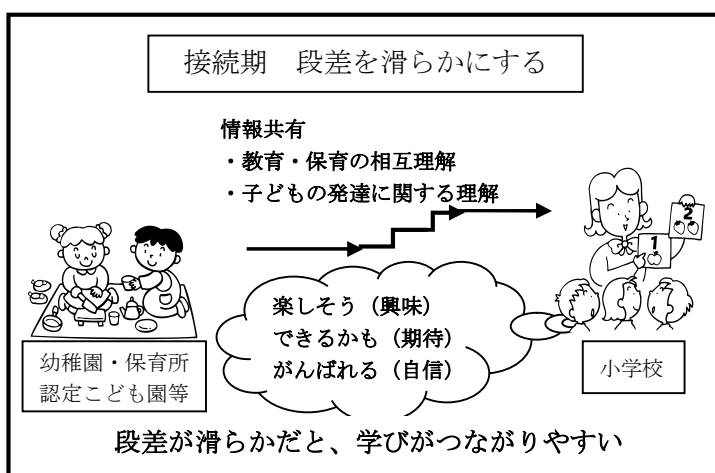 接続期　段差を滑らかにする
情報共有
・教育・保育の相互理解
・子どもの発達に関する理解
2
1
楽しそう（興味）
できるかも（期待）
がんばれる（自信）
幼稚園・保育所
認定こども園等
小学校
段差が滑らかだと、学びがつながりやすい